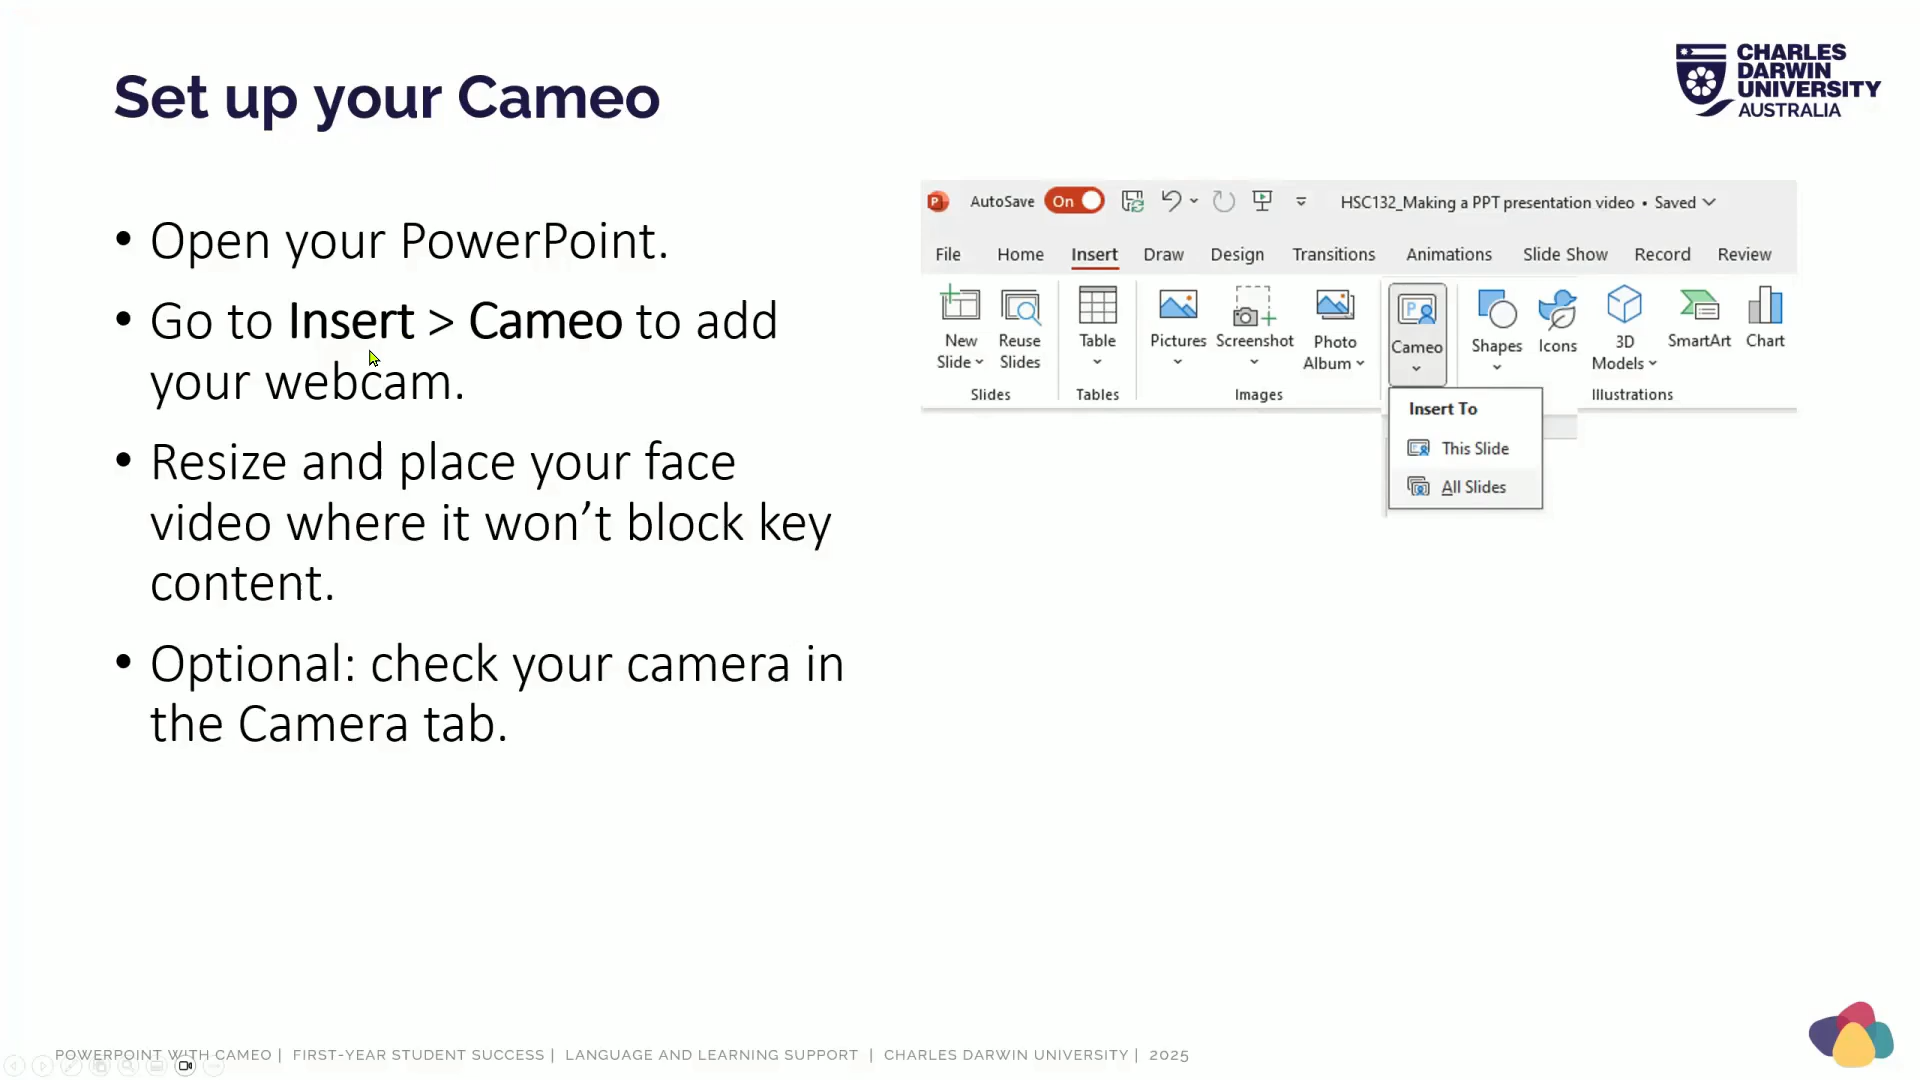 Set up your Cameo
CHARLES
DARWIN
UNIVERSITY
AUSTRALIA
• Open your PowerPoint.
• Go to Insert > Cameo to add
your webcam.
• Resize and place your face
video where it won’t block key
content.
• Optional: check your camera in
the Camera tab.
AutoSave On HSC132_Making a PPT presentation video • Saved
File Home Insert Draw Design Transitions Animations Slide Show Record Review
New Slide
Reuse Slides
Table
Pictures
Screenshot
Photo Album
Cameo
Shapes
Icons
3D Models
SmartArt
Chart
Slides Tables Images Illustrations
Insert To
This Slide
All Slides
POWERPOINT WITH CAMEO | FIRST-YEAR STUDENT SUCCESS | LANGUAGE AND LEARNING SUPPORT | CHARLES DARWIN UNIVERSITY | 2025